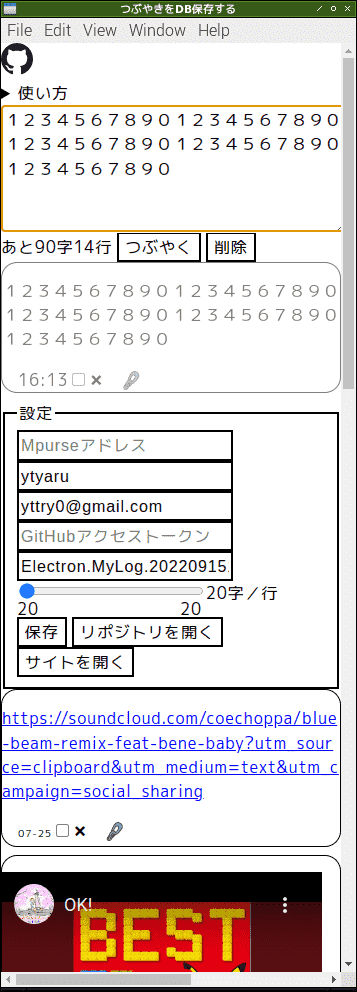 つぶやきをDB保存する
File Edit View Window Help
使い方
１２３４５６７８９０１２３４５６７８９０
１２３４５６７８９０１２３４５６７８９０
１２３４５６７８９０
あと90字14行 つぶやく 削除
１２３４５６７８９０１２３４５６７８９０
１２３４５６７８９０１２３４５６７８９０
１２３４５６７８９０
16:13
設定
Mpurseアドレス
ytyaru
yttry0@gmail.com
GitHubアクセストークン
Electron.MyLog.20220915.
20字／行
20 20
保存 リポジトリを開く
サイトを開く
https://soundcloud.com/coechoppa/blue
-beam-remix-feat-bene-baby?utm_sour
ce=clipboard&utm_medium=text&utm_c
ampaign=social_sharing
07-25
OK!
BEST